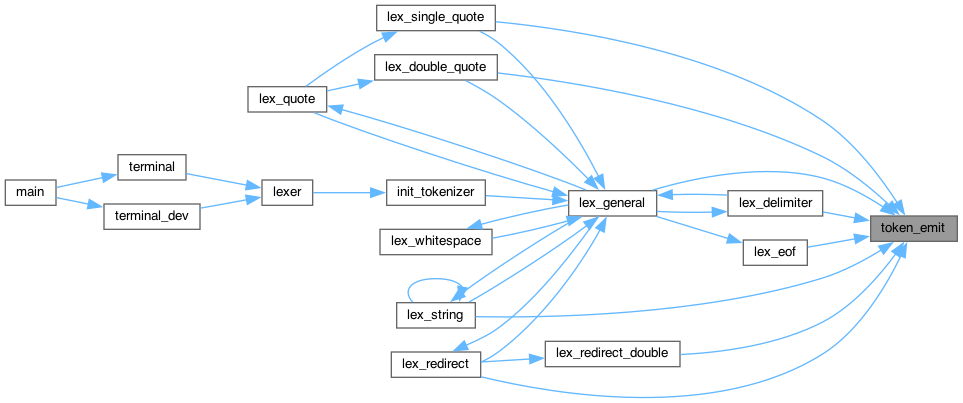 lex_single_quote
lex_double_quote
lex_quote
terminal
main
lexer
init_tokenizer
lex_general
lex_delimiter
terminal_dev
token_emit
lex_whitespace
lex_eof
lex_string
lex_redirect_double
lex_redirect